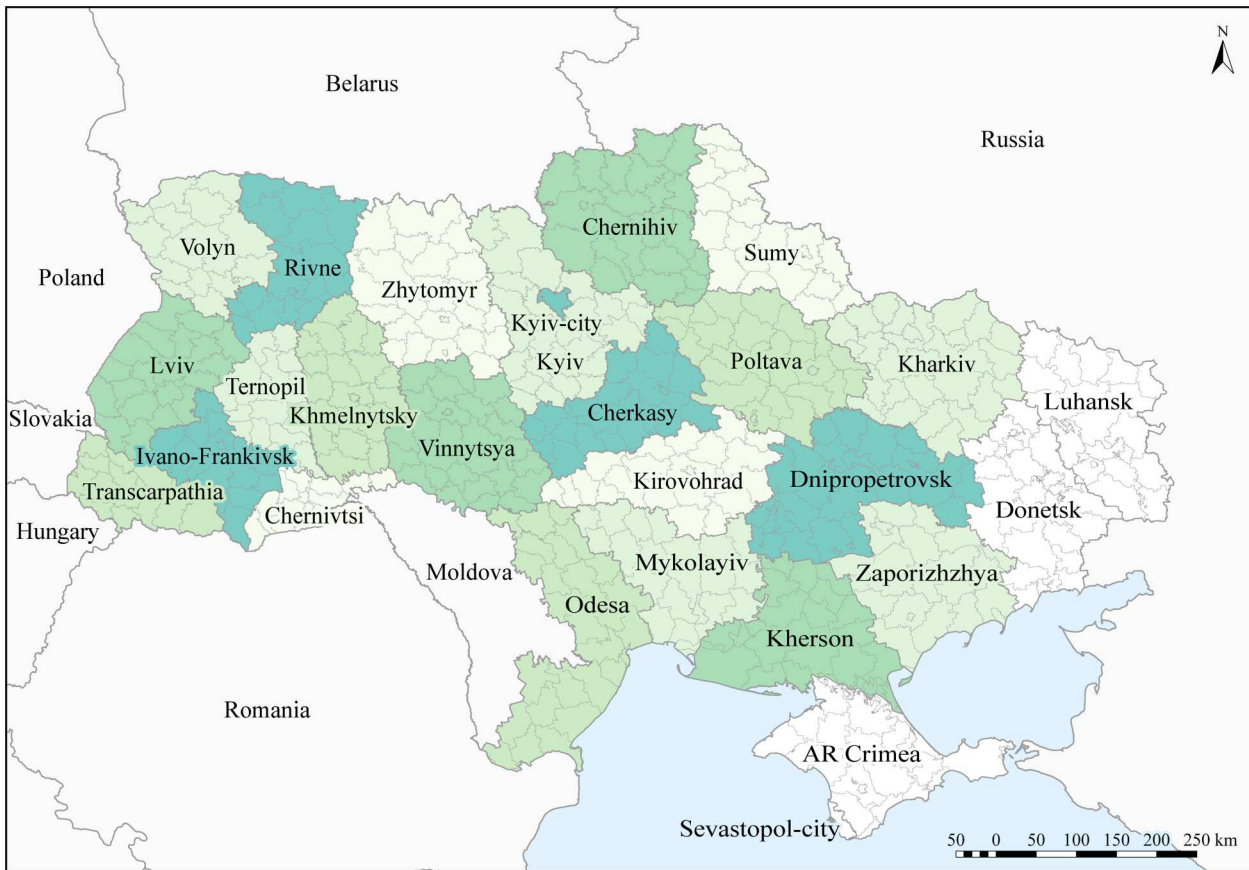 N
Belarus
Russia
Chernihiv
Volyn
Sumy
Rivne
Poland
Zhytomyr
Kyiv-city
Kyiv
Poltava
Kharkiv
Lviv
Ternopil
Luhansk
Slovakia
Khmelnytsky
Cherkasy
Vinnytsya
Ivano-Frankivsk
Kirovohrad
Dnipropetrovsk
Transcarpathia
Donetsk
Chernivtsi
Hungary
Mykolayiv
Moldova
Zaporizhzhya
Odesa
Kherson
Romania
AR Crimea
Sevastopol-city
50 0 50 100 150 200 250 km